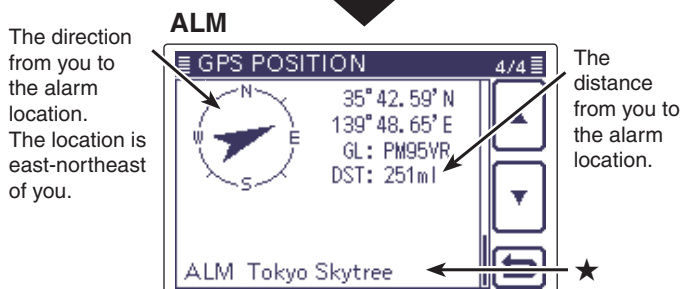 ALM
The direction
from you to
the alarm
location.
The location is
east-northeast
of you.
GPS POSITION 4/4
N
W
E
S
35°42.59' N
139°48.65' E
GL: PM95VR
DST: 251ml
ALM Tokyo Skytree
The
distance
from you to
the alarm
location.
★